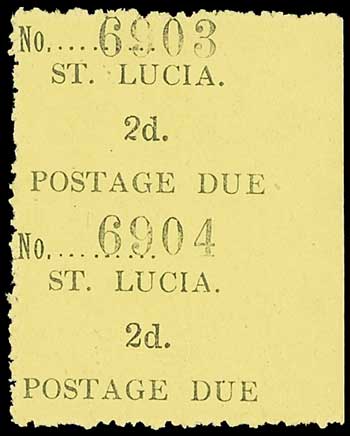 No........... 6903
ST. LUCIA.
2d.
POSTAGE DUE
No........... 6904
ST. LUCIA.
2d.
POSTAGE DUE